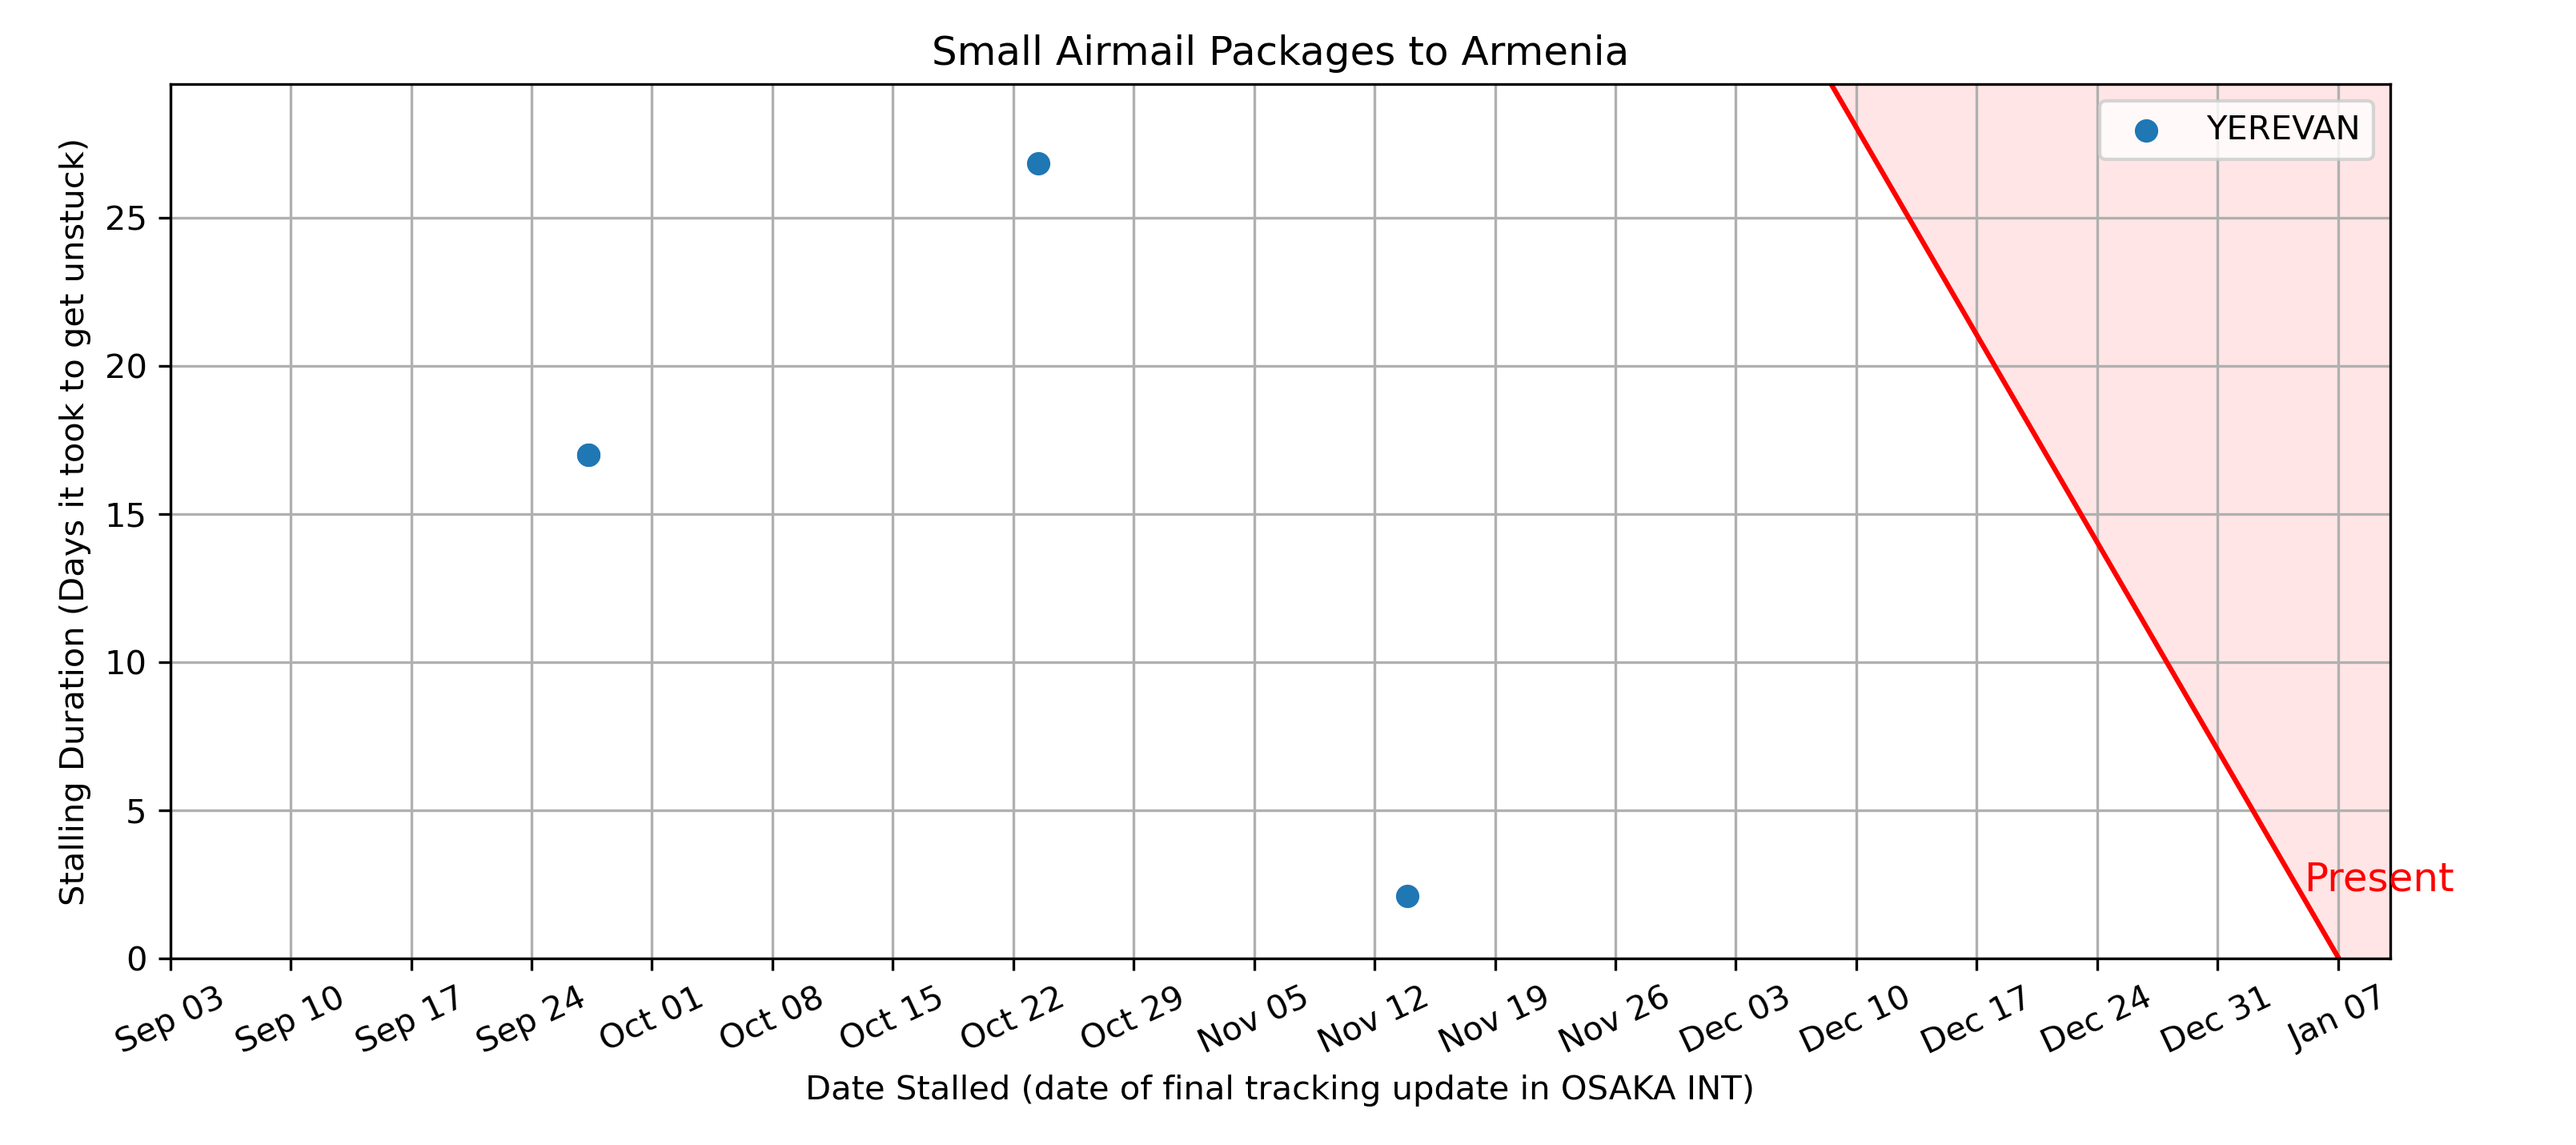 Small Airmail Packages to Armenia
YEREVAN
Stalling Duration (Days it took to get unstuck)
25
20
15
10
5
0
Present
Sep 03 Sep 10 Sep 17 Sep 24 Oct 01 Oct 08 Oct 15 Oct 22 Oct 29 Nov 05 Nov 12 Nov 19 Nov 26 Dec 03 Dec 10 Dec 17 Dec 24 Dec 31 Jan 07
Date Stalled (date of final tracking update in OSAKA INT)